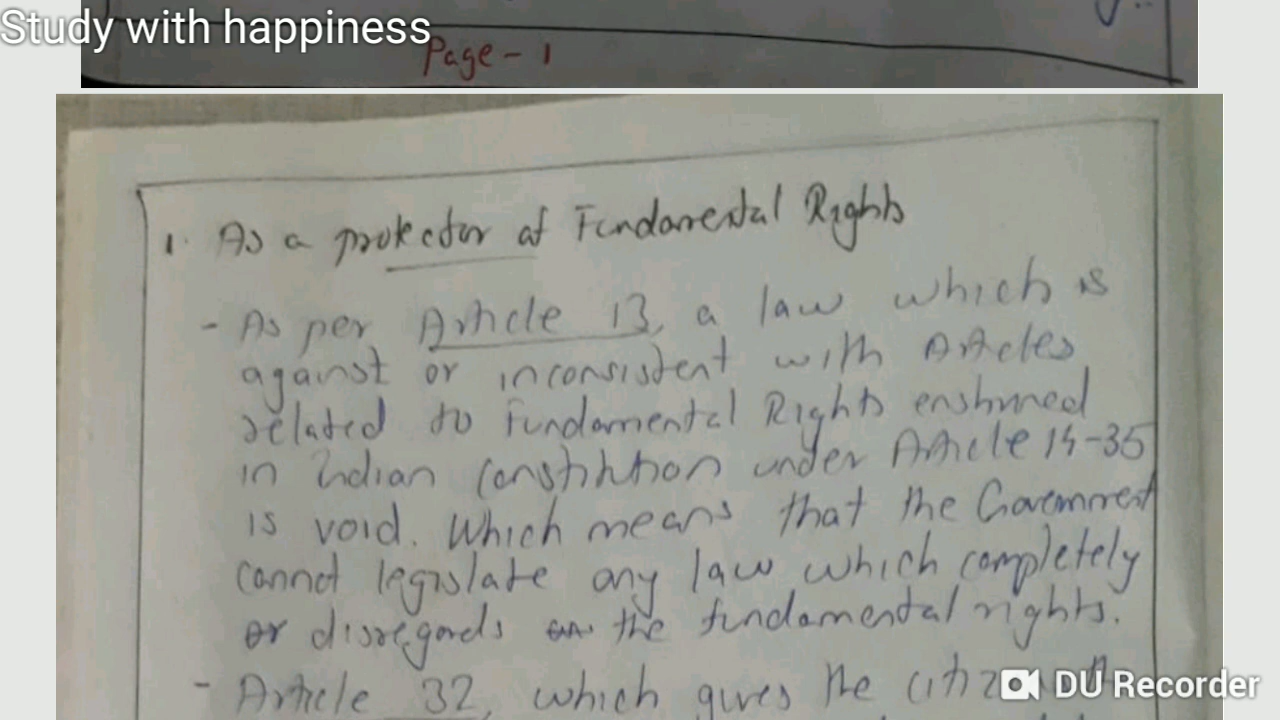 Study with happiness
Page - 1
1. As a protector of Fundamental Rights
- As per Article 13, a law which is
against or inconsistent with Articles
related to Fundamental Rights enshrined
in Indian Constitution under Article 14-35
is void. Which means that the Government
cannot legislate any law which completely
or disregards the fundamental rights.
- Article 32, which gives the
DU Recorder